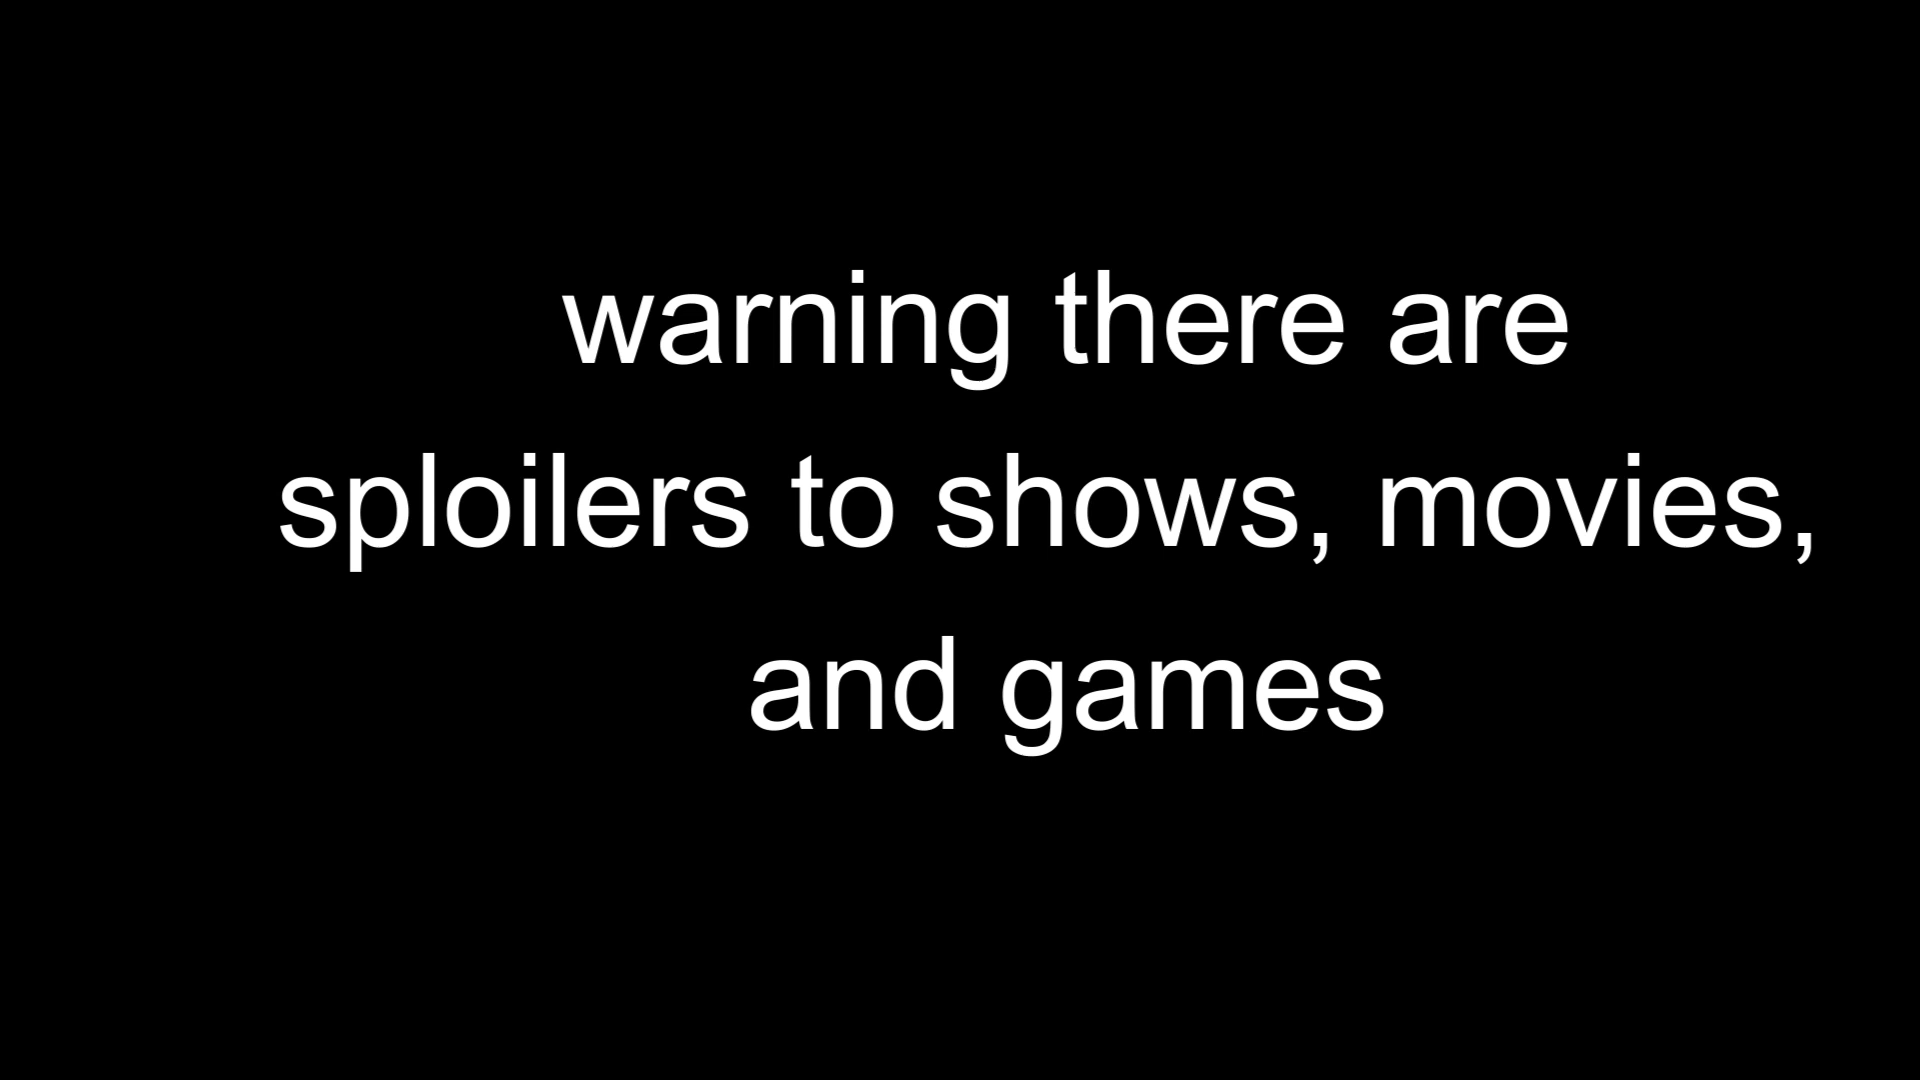 warning there are
sploilers to shows, movies,
and games